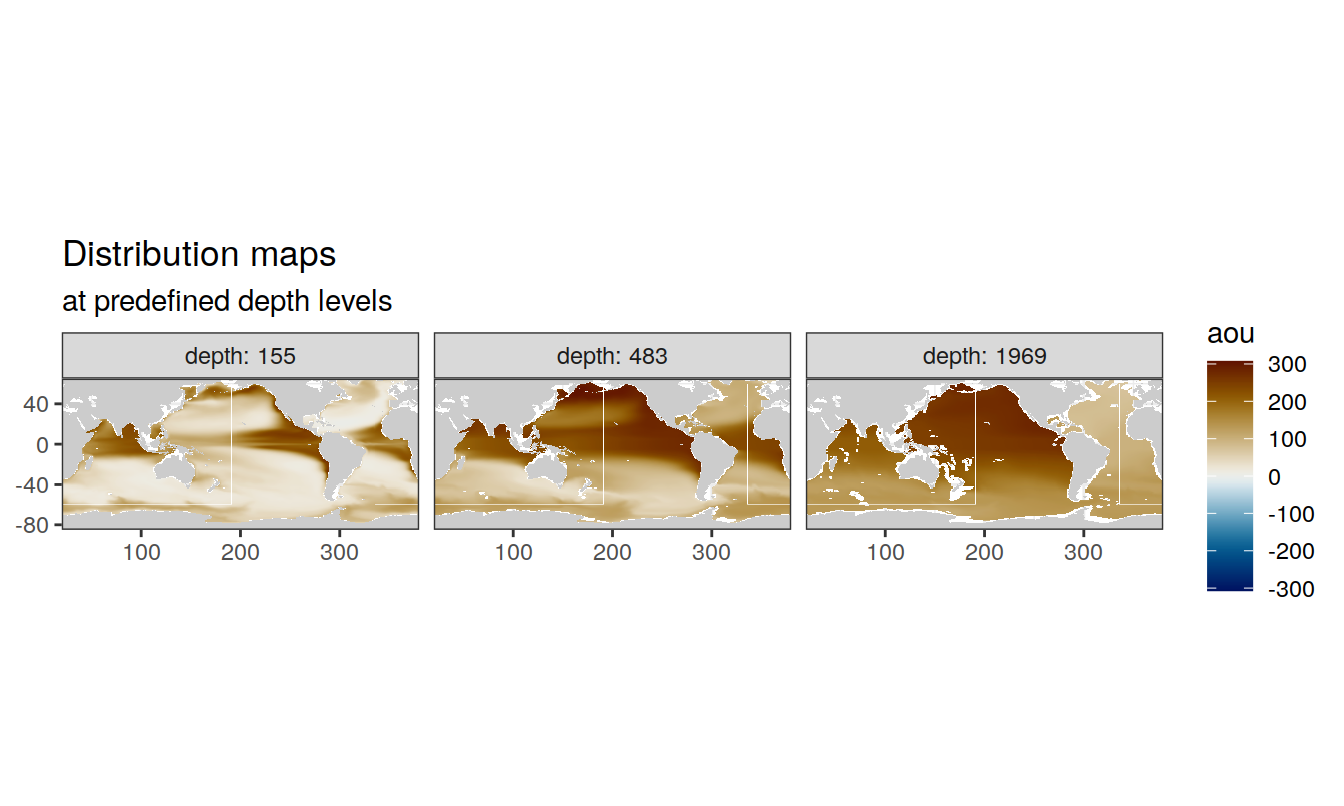 Distribution maps
at predefined depth levels
depth: 155
depth: 483
depth: 1969
aou
300
200
100
0
-100
-200
-300
40
0
-40
-80
100 200 300
100 200 300
100 200 300